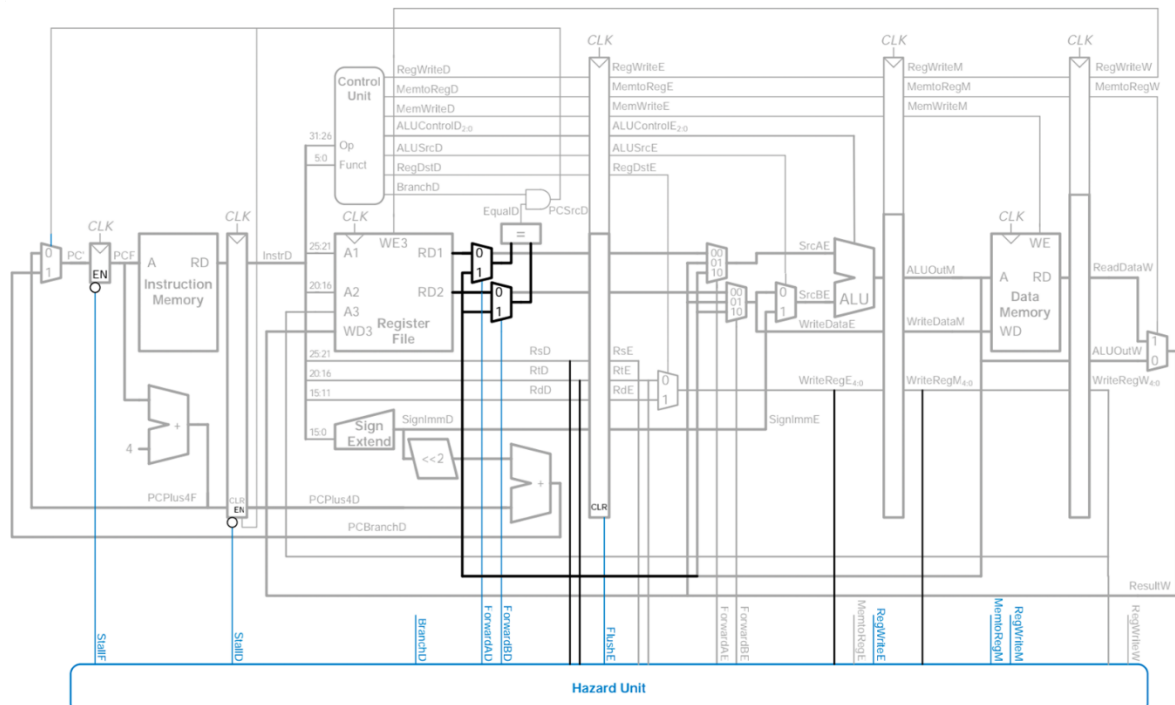 CLK CLK CLK
RegWriteD RegWriteE RegWriteM RegWriteW
Control Unit
MemtoRegD MemtoRegE MemtoRegM MemtoRegW
MemWriteD MemWriteE MemWriteM
ALUControlD2:0 ALUControlE2:0
31:26 Op
ALUSrcD ALUSrcE
5:0 Funct
RegDstD RegDstE
BranchD
EqualD PCSrcD
CLK CLK CLK CLK
WE3 = WE
0 1 PC' PCF EN
A RD
Instruction Memory
InstrD
25:21 A1 RD1 0 1 00 01 10 SrcAE
20:16 A2 RD2 0 1 00 01 10 0 1 SrcBE
A3
WD3
Register File
ALU ALUOutM
A RD ReadDataW
Data Memory
WD
WriteDataE WriteDataM
1 0
ALUOutW
25:21 RsD RsE
20:16 RtD RtE 0
15:11 RdD RdE 1
WriteRegE4:0 WriteRegM4:0 WriteRegW4:0
15:0 Sign Extend SignImmD SignImmE
+
4
<<2
+
PCPlus4F CLR EN PCPlus4D CLR
PCBranchD
ResultW
StallF
StallD
BranchD
ForwardAD
ForwardBD
FlushE
ForwardAE
ForwardBE
MemtoRegE
RegWriteE
MemtoRegM
RegWriteM
RegWriteW
Hazard Unit